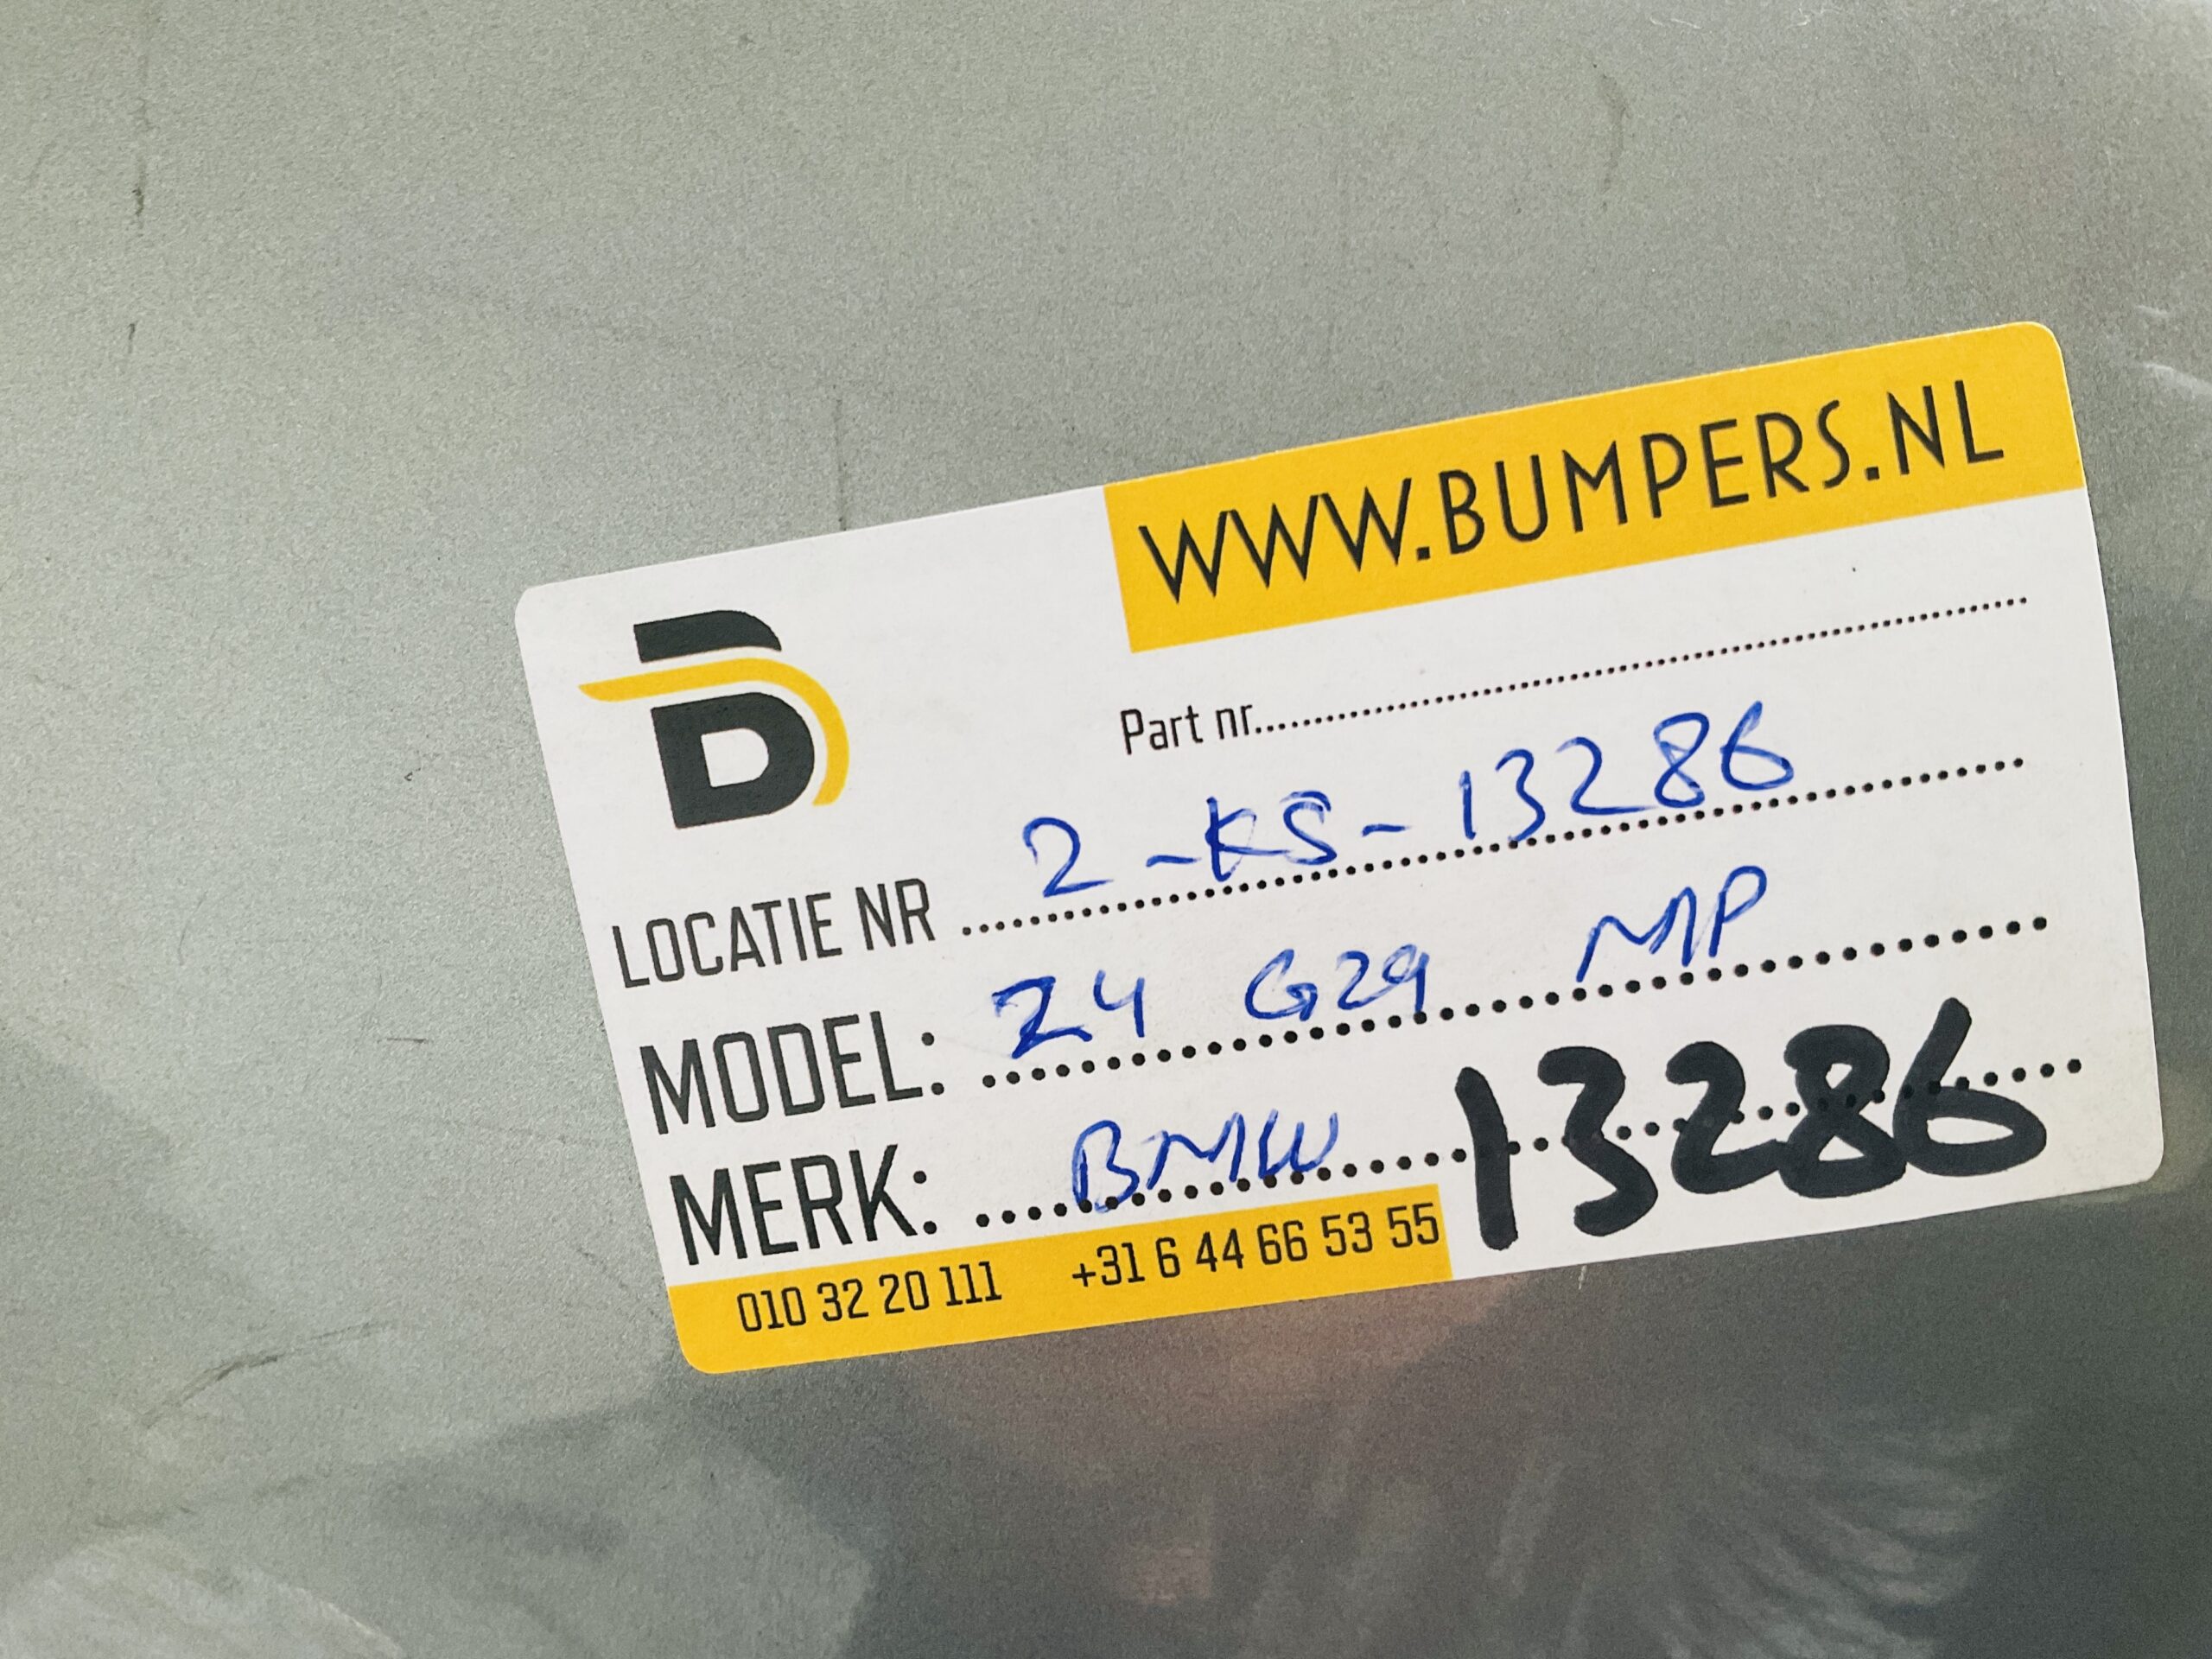 WWW.BUMPERS.NL
B
Part nr.......................................................
LOCATIE NR ....2-KS-13286....
MODEL: ....Z4 G29 MP....
MERK: ....BMW....
13286
010 32 20 111 +31 6 44 66 53 55